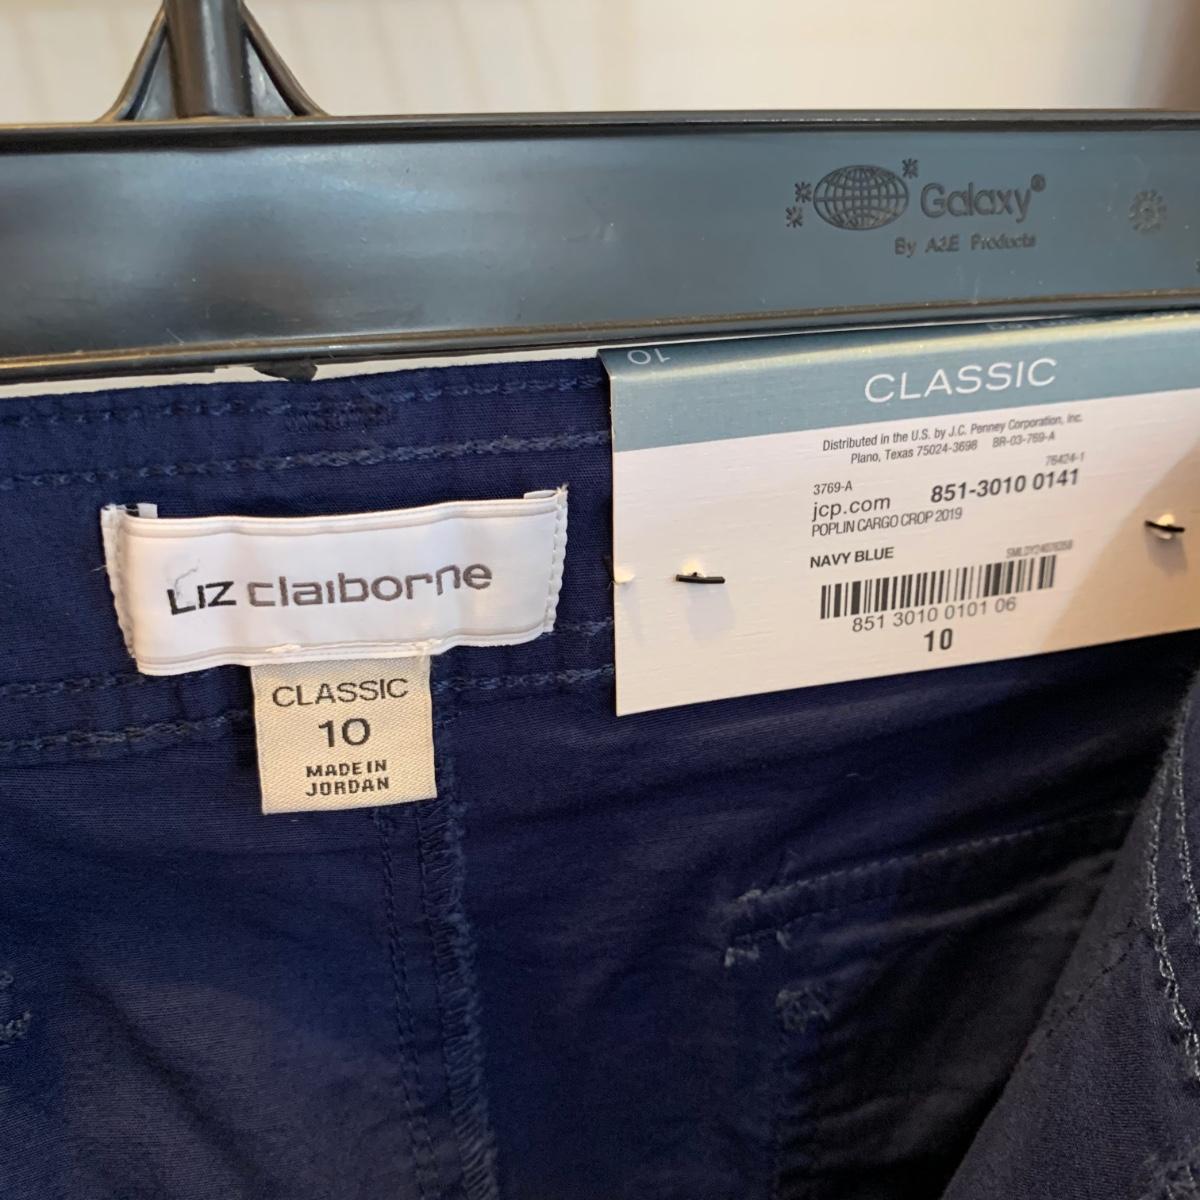 Galaxy®
By A&E Products
10
CLASSIC
Distributed in the U.S. by J.C. Penney Corporation, Inc.
Plano, Texas 75024-3698 BR-03-769-A
76424-1
3769-A
jcp.com 851-3010 0141
POPLIN CARGO CROP 2019
NAVY BLUE
851 3010 0101 06
10
LIZ claiborne
CLASSIC
10
MADE IN
JORDAN